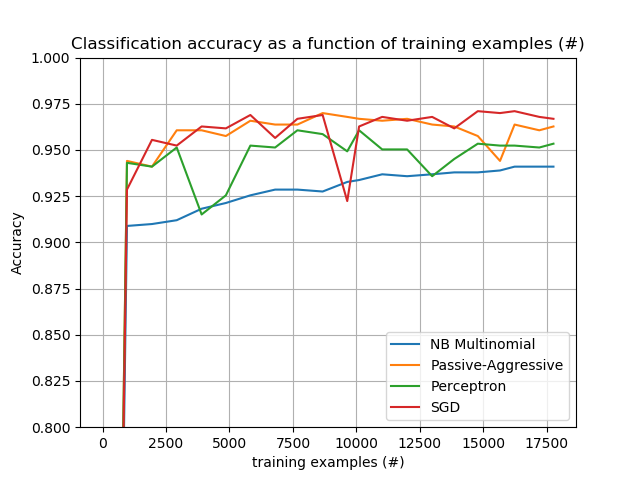 Classification accuracy as a function of training examples (#)
1.000
0.975
0.950
0.925
0.900
0.875
0.850
0.825
0.800
Accuracy
NB Multinomial
Passive-Aggressive
Perceptron
SGD
0 2500 5000 7500 10000 12500 15000 17500
training examples (#)